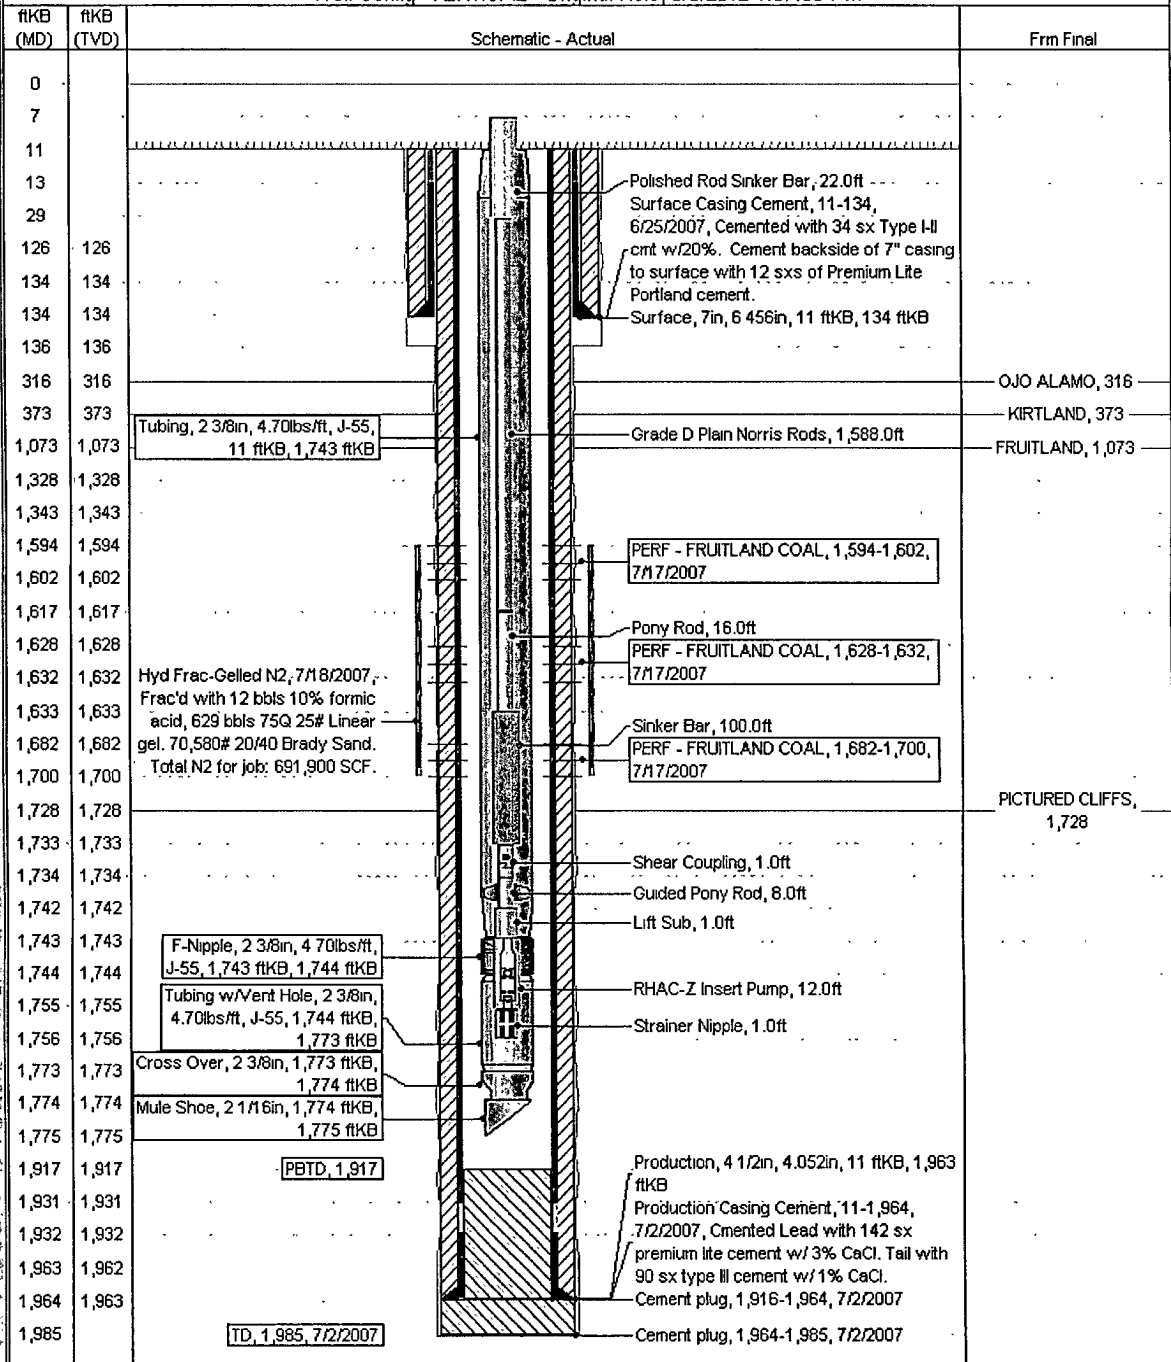 ftKB
(MD)
ftKB
(TVD)
Schematic - Actual
Frm Final
0
7
11
13
29
126 126
134 134
134 134
136 136
316 316
373 373
1,073 1,073
1,328 1,328
1,343 1,343
1,594 1,594
1,602 1,602
1,617 1,617
1,628 1,628
1,632 1,632
1,633 1,633
1,682 1,682
1,700 1,700
1,728 1,728
1,733 1,733
1,734 1,734
1,742 1,742
1,743 1,743
1,744 1,744
1,755 1,755
1,756 1,756
1,773 1,773
1,774 1,774
1,775 1,775
1,917 1,917
1,931 1,931
1,932 1,932
1,963 1,962
1,964 1,963
1,985
Tubing, 2 3/8in, 4.70lbs/ft, J-55,
11 ftKB, 1,743 ftKB
Hyd Frac-Gelled N2, 7/18/2007,
Frac'd with 12 bbls 10% formic
acid, 629 bbls 75Q 25# Linear
gel. 70,580# 20/40 Brady Sand.
Total N2 for job: 691,900 SCF.
F-Nipple, 2 3/8in, 4 70lbs/ft,
J-55, 1,743 ftKB, 1,744 ftKB
Tubing w/Vent Hole, 2 3/8in,
4.70lbs/ft, J-55, 1,744 ftKB,
1,773 ftKB
Cross Over, 2 3/8in, 1,773 ftKB,
1,774 ftKB
Mule Shoe, 2 1/16in, 1,774 ftKB,
1,775 ftKB
PBTD, 1,917
TD, 1,985, 7/2/2007
Polished Rod Sinker Bar, 22.0ft
Surface Casing Cement, 11-134,
6/25/2007, Cemented with 34 sx Type I-II
cmt w/20%. Cement backside of 7" casing
to surface with 12 sxs of Premium Lite
Portland cement.
Surface, 7in, 6 456in, 11 ftKB, 134 ftKB
Grade D Plain Norris Rods, 1,588.0ft
PERF - FRUITLAND COAL, 1,594-1,602,
7/17/2007
Pony Rod, 16.0ft
PERF - FRUITLAND COAL, 1,628-1,632,
7/17/2007
Sinker Bar, 100.0ft
PERF - FRUITLAND COAL, 1,682-1,700,
7/17/2007
Shear Coupling, 1.0ft
Guided Pony Rod, 8.0ft
Lift Sub, 1.0ft
RHAC-Z Insert Pump, 12.0ft
Strainer Nipple, 1.0ft
Production, 4 1/2in, 4.052in, 11 ftKB, 1,963
ftKB
Production Casing Cement, 11-1,964,
7/2/2007, Cmented Lead with 142 sx
premium lite cement w/ 3% CaCl. Tail with
90 sx type III cement w/ 1% CaCl.
Cement plug, 1,916-1,964, 7/2/2007
Cement plug, 1,964-1,985, 7/2/2007
OJO ALAMO, 316
KIRTLAND, 373
FRUITLAND, 1,073
PICTURED CLIFFS,
1,728